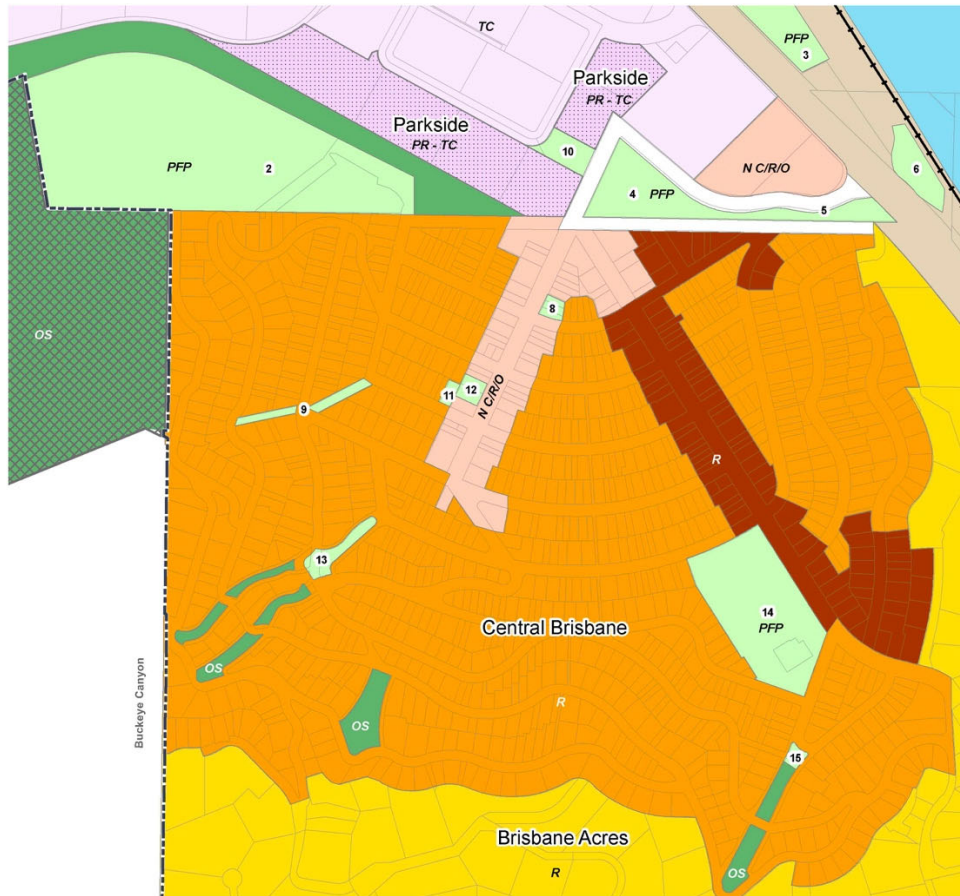 TC
PFP
3
Parkside
PR - TC
Parkside
PR - TC
10
N C/R/O
6
PFP
2
4
PFP
5
8
OS
11
12
N C/R/O
9
R
13
14
PFP
Central Brisbane
OS
R
OS
Buckeye Canyon
15
Brisbane Acres
R
OS